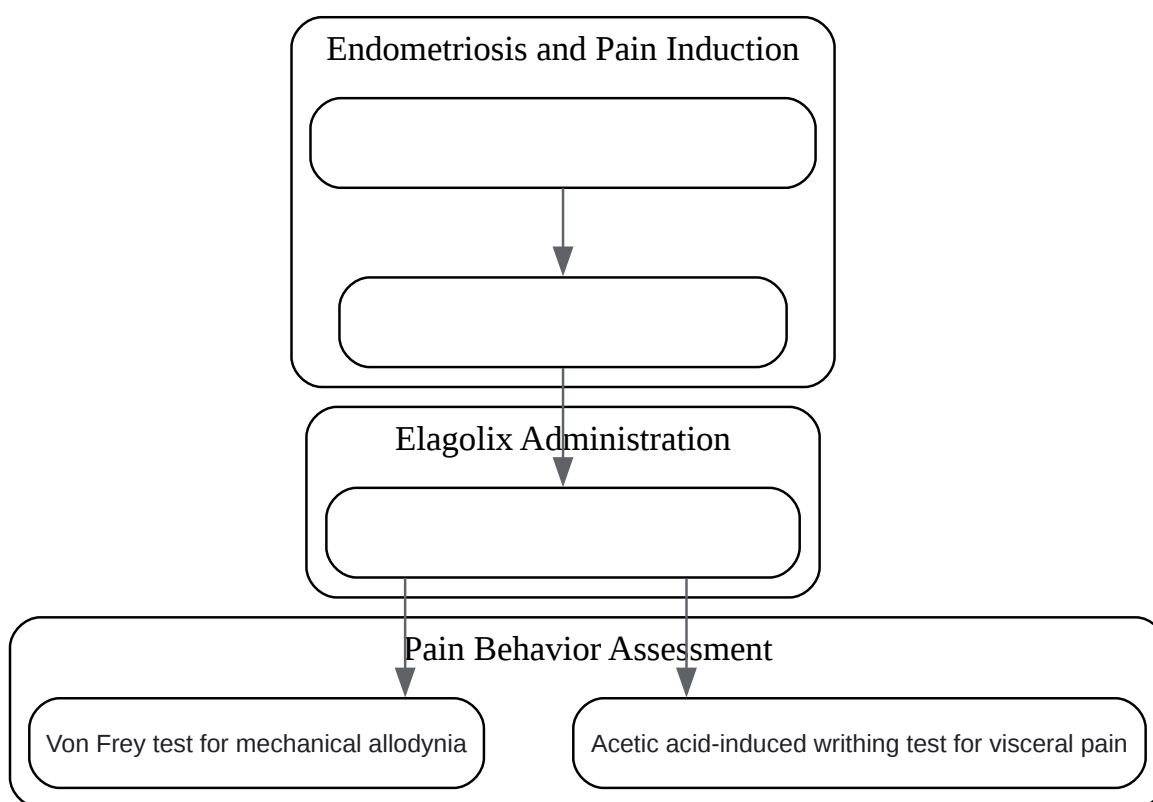 Endometriosis and Pain Induction
Elagolix Administration
Pain Behavior Assessment
Von Frey test for mechanical allodynia
Acetic acid-induced writhing test for visceral pain